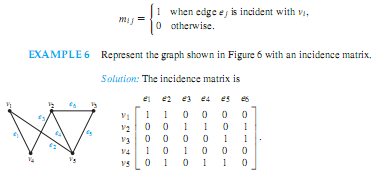 m_ij = { 1 when edge e_j is incident with v_i,
0 otherwise.
EXAMPLE 6 Represent the graph shown in Figure 6 with an incidence matrix.
Solution: The incidence matrix is
v1 v2 e6 v3
e3
e1 e4 e5
e2
v4 v5
e1 e2 e3 e4 e5 e6
v1 1 1 0 0 0 0
v2 0 0 1 1 0 1
v3 0 0 0 0 1 1
v4 1 0 1 0 0 0
v5 0 1 0 1 1 0 .